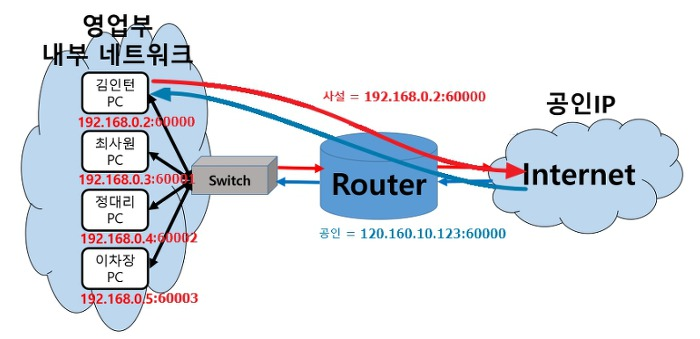 영업부
내부 네트워크
김인턴
PC
192.168.0.2:60000
최사원
PC
192.168.0.3:60001
정대리
PC
192.168.0.4:60002
이차장
PC
192.168.0.5:60003
Switch
사설 = 192.168.0.2:60000
Router
공인 = 120.160.10.123:60000
공인IP
Internet